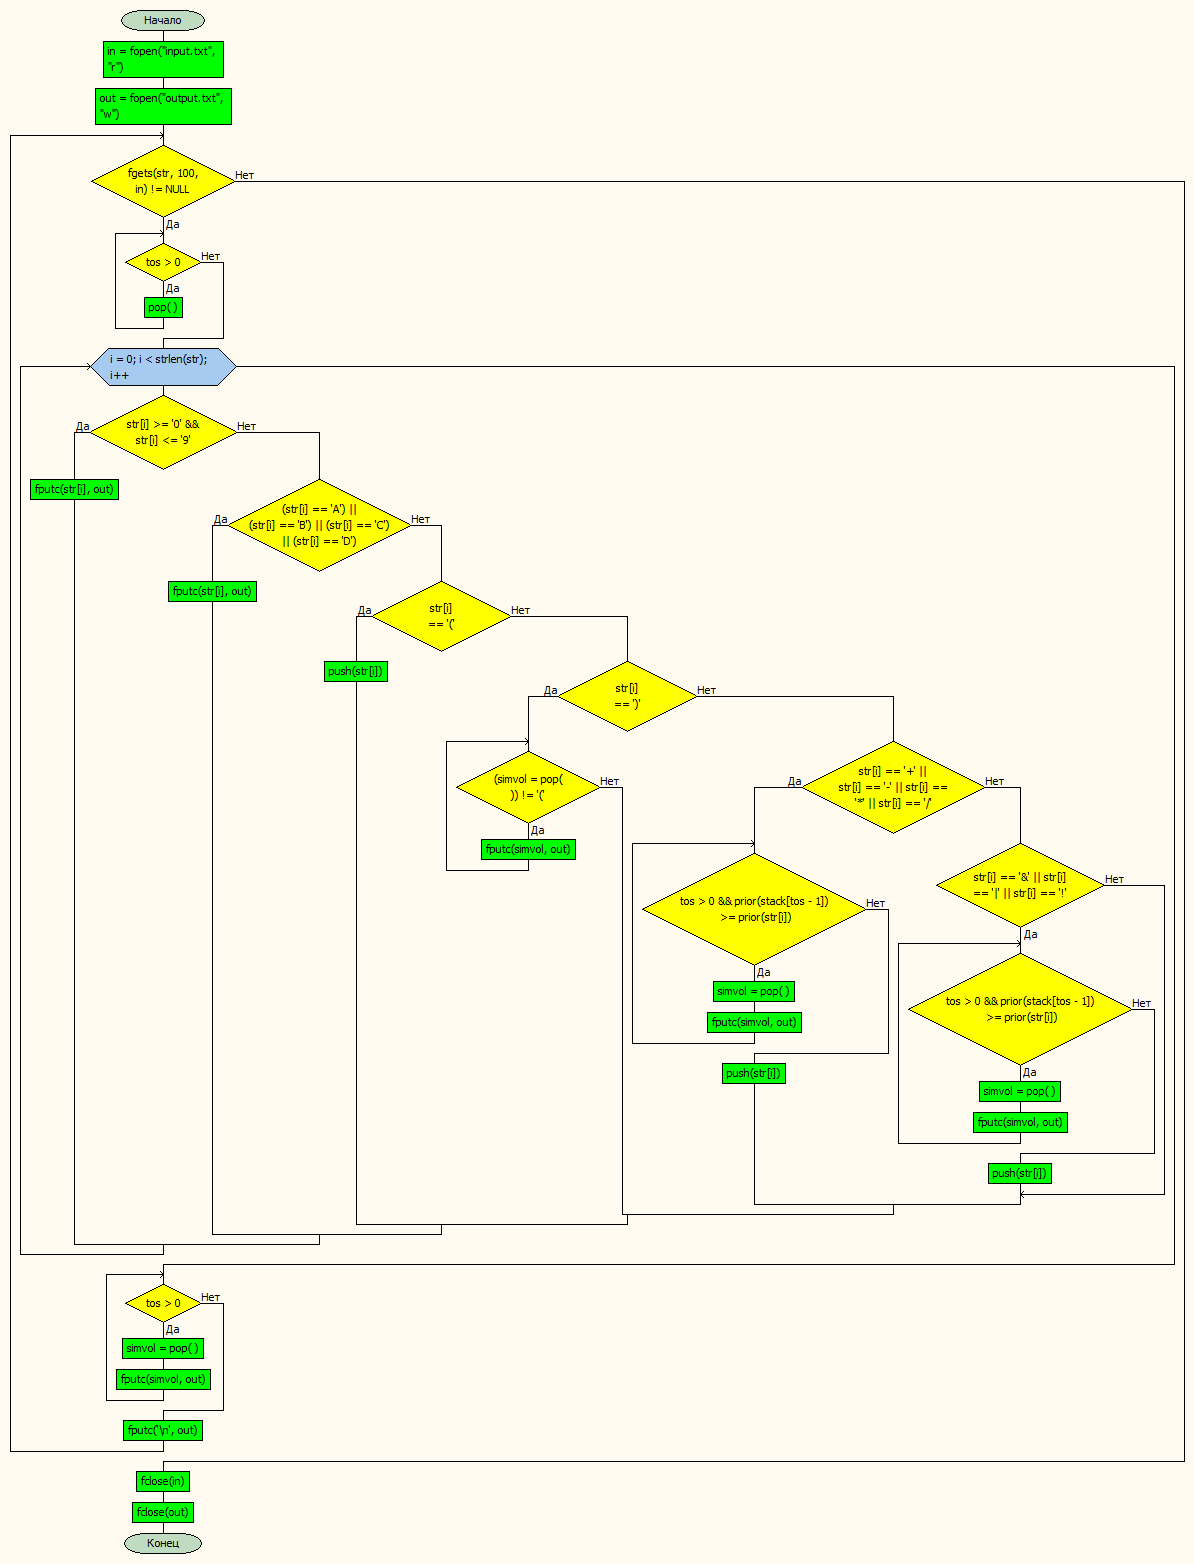 Начало
in = fopen("input.txt",
"r")
out = fopen("output.txt",
"w")
fgets(str, 100,
in) != NULL
Нет
Да
tos > 0
Нет
Да
pop( )
i = 0; i < strlen(str);
i++
str[i] >= '0' &&
str[i] <= '9'
Да
Нет
fputc(str[i], out)
(str[i] == 'A') ||
(str[i] == 'B') || (str[i] == 'C')
|| (str[i] == 'D')
Да
Нет
fputc(str[i], out)
str[i]
== '('
Да
Нет
push(str[i])
str[i]
== ')'
Да
Нет
(simvol = pop(
)) != '('
Нет
Да
fputc(simvol, out)
str[i] == '+' ||
str[i] == '-' || str[i] ==
'*' || str[i] == '/'
Да
Нет
tos > 0 && prior(stack[tos - 1])
>= prior(str[i])
Нет
Да
simvol = pop( )
fputc(simvol, out)
push(str[i])
str[i] == '&' || str[i]
== '|' || str[i] == '!'
Нет
Да
tos > 0 && prior(stack[tos - 1])
>= prior(str[i])
Нет
Да
simvol = pop( )
fputc(simvol, out)
push(str[i])
tos > 0
Нет
Да
simvol = pop( )
fputc(simvol, out)
fputc('\n', out)
fclose(in)
fclose(out)
Конец